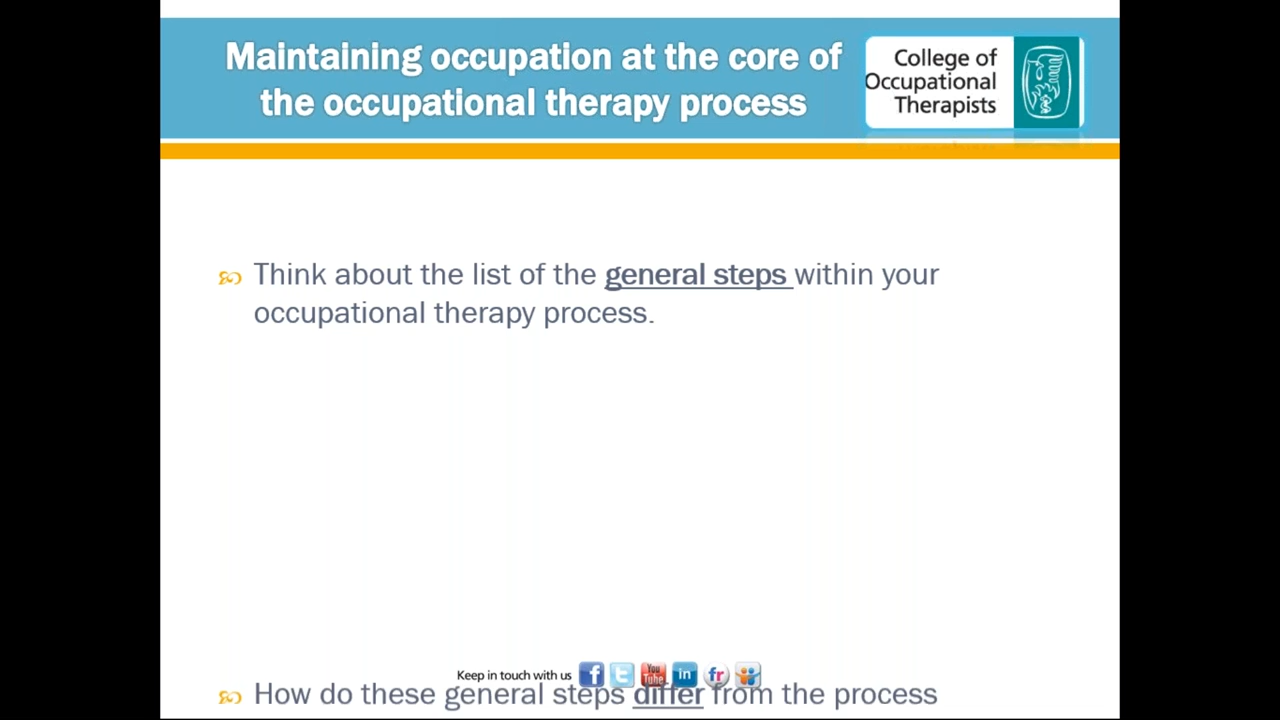 Maintaining occupation at the core of
the occupational therapy process
College of
Occupational
Therapists
Think about the list of the general steps within your
occupational therapy process.
Keep in touch with us
How do these general steps differ from the process